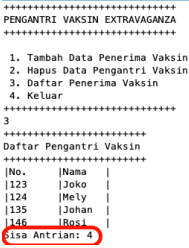 ++++++++++++++++++++++++++++++
PENGANTRI VAKSIN EXTRAVAGANZA
++++++++++++++++++++++++++++++
1. Tambah Data Penerima Vaksin
2. Hapus Data Pengantri Vaksin
3. Daftar Penerima Vaksin
4. Keluar
++++++++++++++++++++++++++++++
3
+++++++++++++++++++++++++
Daftar Pengantri Vaksin
+++++++++++++++++++++++++
|No. |Nama |
|123 |Joko |
|124 |Mely |
|135 |Johan |
|146 |Rosi |
Sisa Antrian: 4